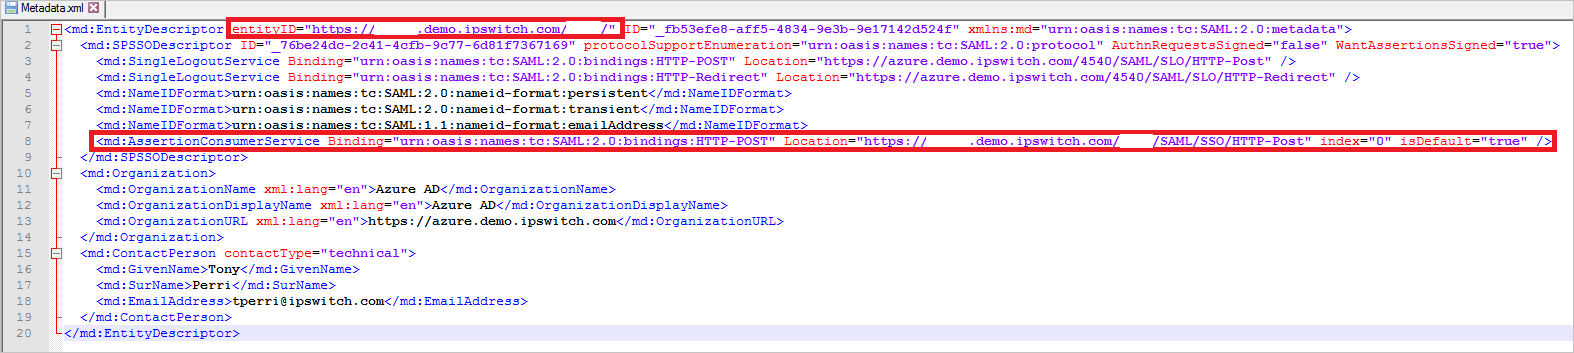 Metadata.xml
1 <md:EntityDescriptor entityID="https:// .demo.ipswitch.com/ /" ID="_fb53efe8-aff5-4834-9e3b-9e17142d524f" xmlns:md="urn:oasis:names:tc:SAML:2.0:metadata">
2 <md:SPSSODescriptor ID="_76be24dc-2c41-4cfb-9c77-6d81f7367169" protocolSupportEnumeration="urn:oasis:names:tc:SAML:2.0:protocol" AuthnRequestsSigned="false" WantAssertionsSigned="true">
3 <md:SingleLogoutService Binding="urn:oasis:names:tc:SAML:2.0:bindings:HTTP-POST" Location="https://azure.demo.ipswitch.com/4540/SAML/SLO/HTTP-Post" />
4 <md:SingleLogoutService Binding="urn:oasis:names:tc:SAML:2.0:bindings:HTTP-Redirect" Location="https://azure.demo.ipswitch.com/4540/SAML/SLO/HTTP-Redirect" />
5 <md:NameIDFormat>urn:oasis:names:tc:SAML:2.0:nameid-format:persistent</md:NameIDFormat>
6 <md:NameIDFormat>urn:oasis:names:tc:SAML:2.0:nameid-format:transient</md:NameIDFormat>
7 <md:NameIDFormat>urn:oasis:names:tc:SAML:1.1:nameid-format:emailAddress</md:NameIDFormat>
8 <md:AssertionConsumerService Binding="urn:oasis:names:tc:SAML:2.0:bindings:HTTP-POST" Location="https:// .demo.ipswitch.com/ /SAML/SSO/HTTP-Post" index="0" isDefault="true" />
9 </md:SPSSODescriptor>
10 <md:Organization>
11 <md:OrganizationName xml:lang="en">Azure AD</md:OrganizationName>
12 <md:OrganizationDisplayName xml:lang="en">Azure AD</md:OrganizationDisplayName>
13 <md:OrganizationURL xml:lang="en">https://azure.demo.ipswitch.com</md:OrganizationURL>
14 </md:Organization>
15 <md:ContactPerson contactType="technical">
16 <md:GivenName>Tony</md:GivenName>
17 <md:SurName>Perri</md:SurName>
18 <md:EmailAddress>tperri@ipswitch.com</md:EmailAddress>
19 </md:ContactPerson>
20 </md:EntityDescriptor>